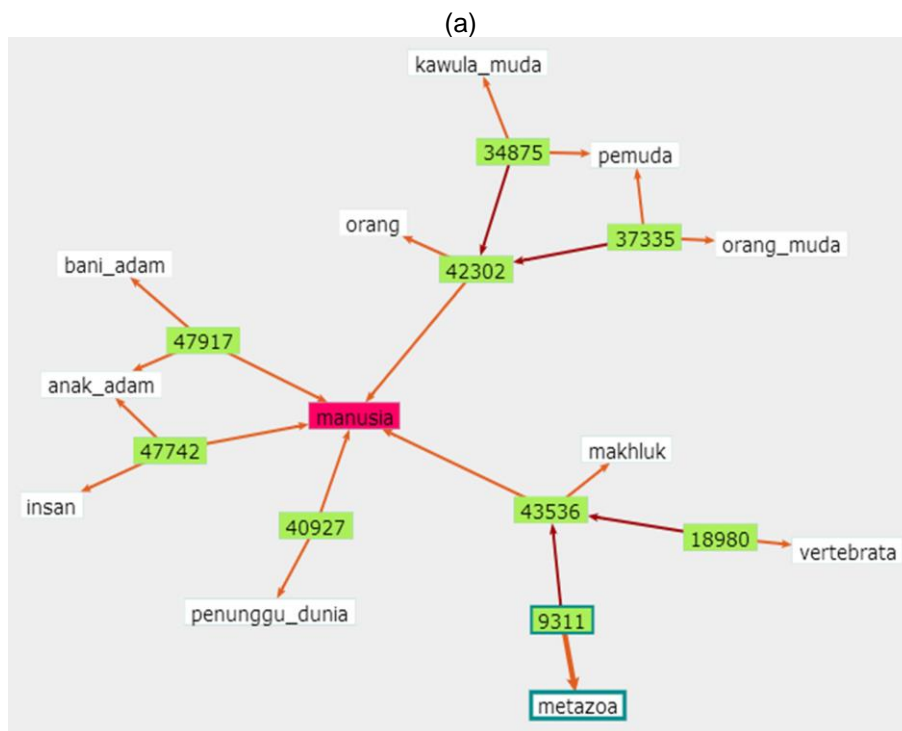 (a)
kawula_muda
34875
pemuda
orang
37335
orang_muda
42302
bani_adam
47917
anak_adam
manusia
47742
makhluk
insan
43536
40927
18980
vertebrata
penunggu_dunia
9311
metazoa